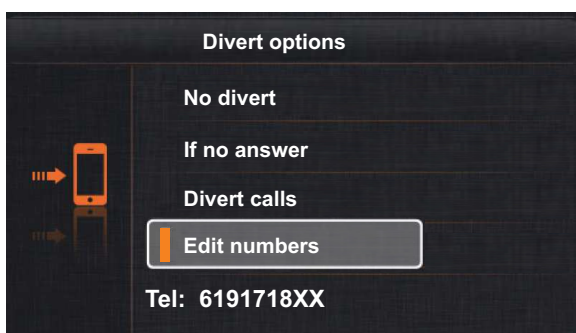 Divert options
No divert
If no answer
Divert calls
Edit numbers
Tel: 6191718XX